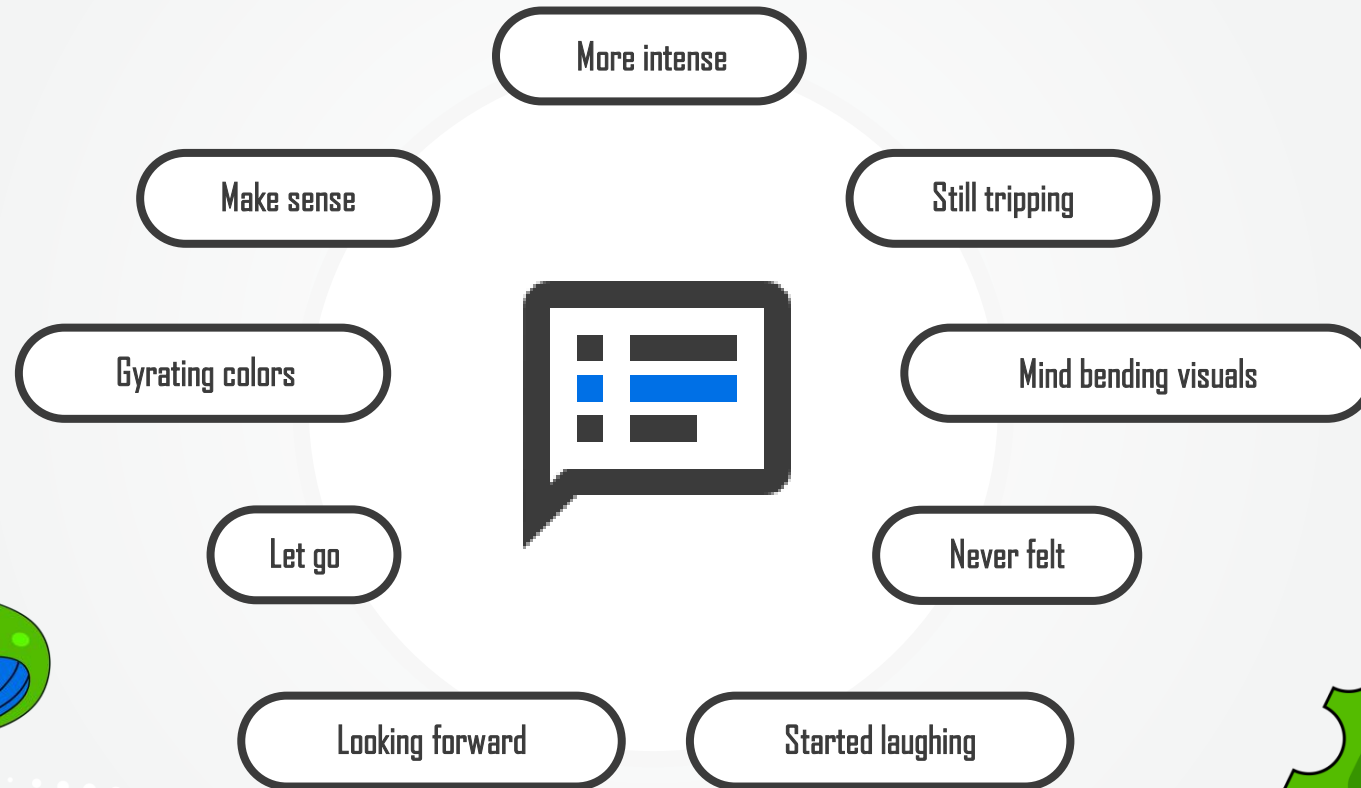 More intense
Make sense
Still tripping
Gyrating colors
Mind bending visuals
Let go
Never felt
Looking forward
Started laughing